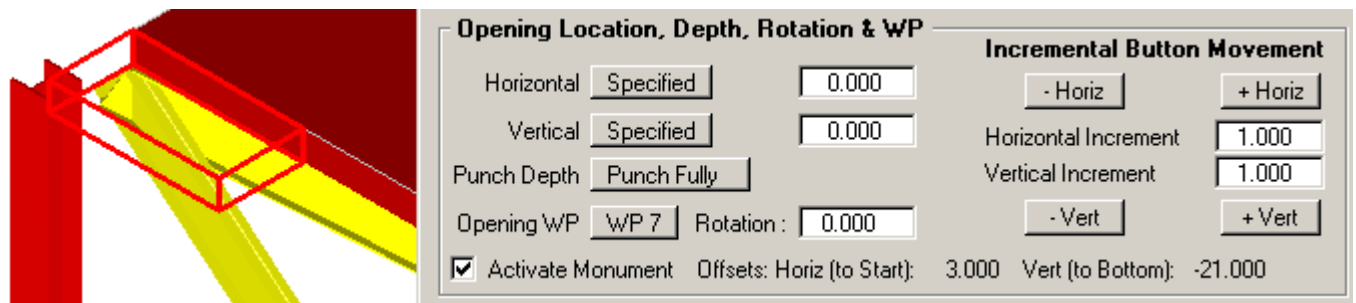 Opening Location, Depth, Rotation & WP
Incremental Button Movement
Horizontal Specified 0.000
- Horiz + Horiz
Vertical Specified 0.000
Horizontal Increment 1.000
Punch Depth Punch Fully
Vertical Increment 1.000
Opening WP WP 7 Rotation : 0.000
- Vert + Vert
Activate Monument Offsets: Horiz (to Start): 3.000 Vert (to Bottom): -21.000